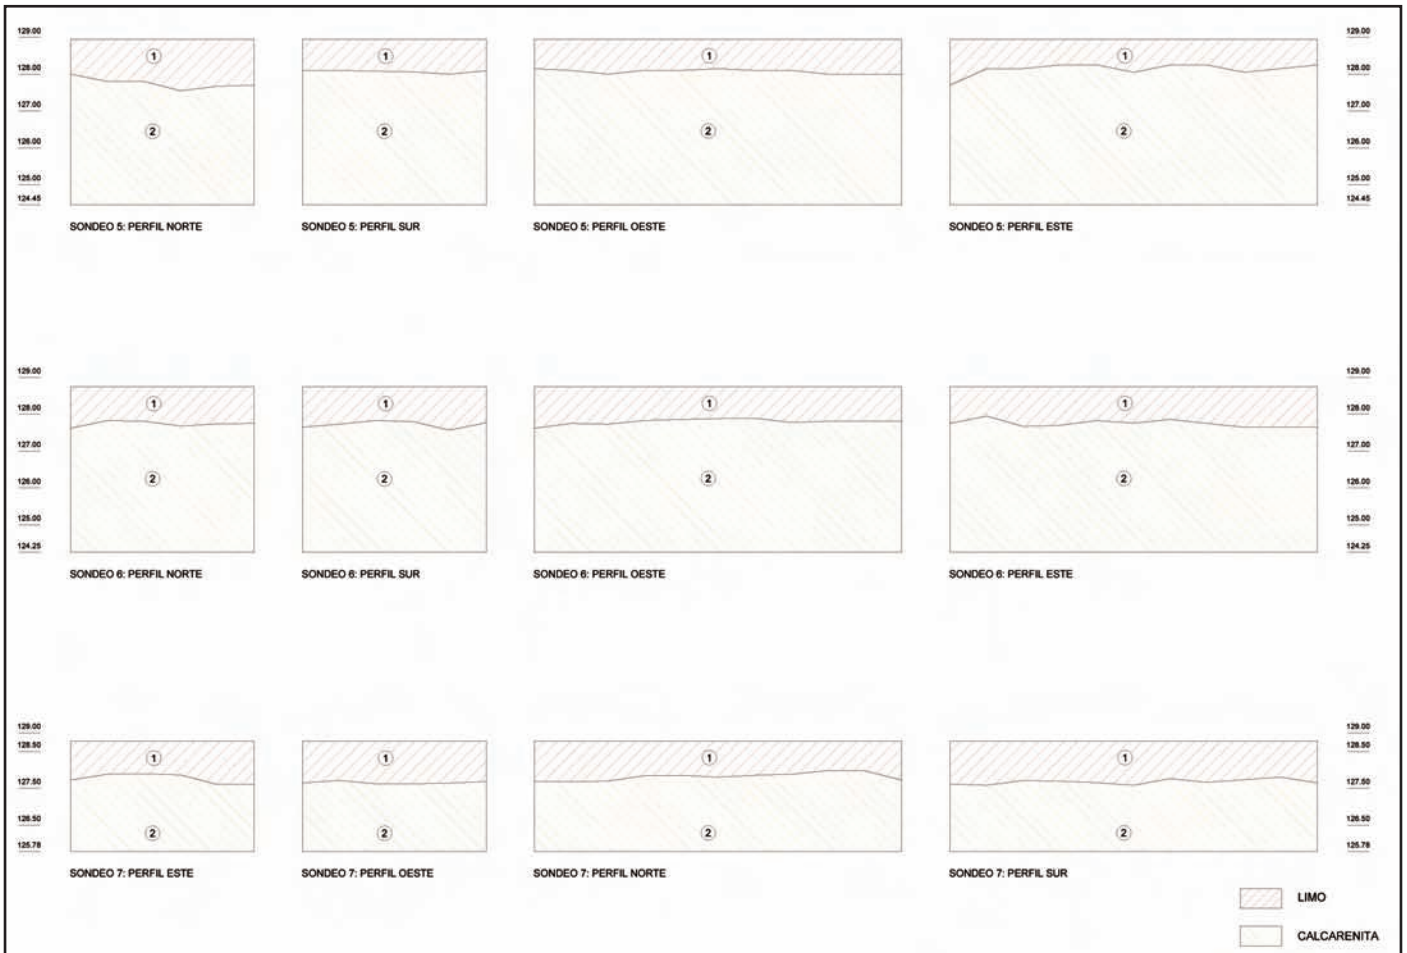 129.00 129.00
1 1 1 1
128.00 128.00
127.00 127.00
2 2 2 2
126.00 126.00
125.00 125.00
124.45 124.45
SONDEO 5: PERFIL NORTE SONDEO 5: PERFIL SUR SONDEO 5: PERFIL OESTE SONDEO 5: PERFIL ESTE
129.00 129.00
1 1 1 1
128.00 128.00
127.00 127.00
2 2 2 2
126.00 126.00
125.00 125.00
124.25 124.25
SONDEO 6: PERFIL NORTE SONDEO 6: PERFIL SUR SONDEO 6: PERFIL OESTE SONDEO 6: PERFIL ESTE
129.00 129.00
128.50 128.50
1 1 1 1
127.50 127.50
126.50 126.50
2 2 2 2
125.78 125.78
SONDEO 7: PERFIL ESTE SONDEO 7: PERFIL OESTE SONDEO 7: PERFIL NORTE SONDEO 7: PERFIL SUR
LIMO
CALCARENITA